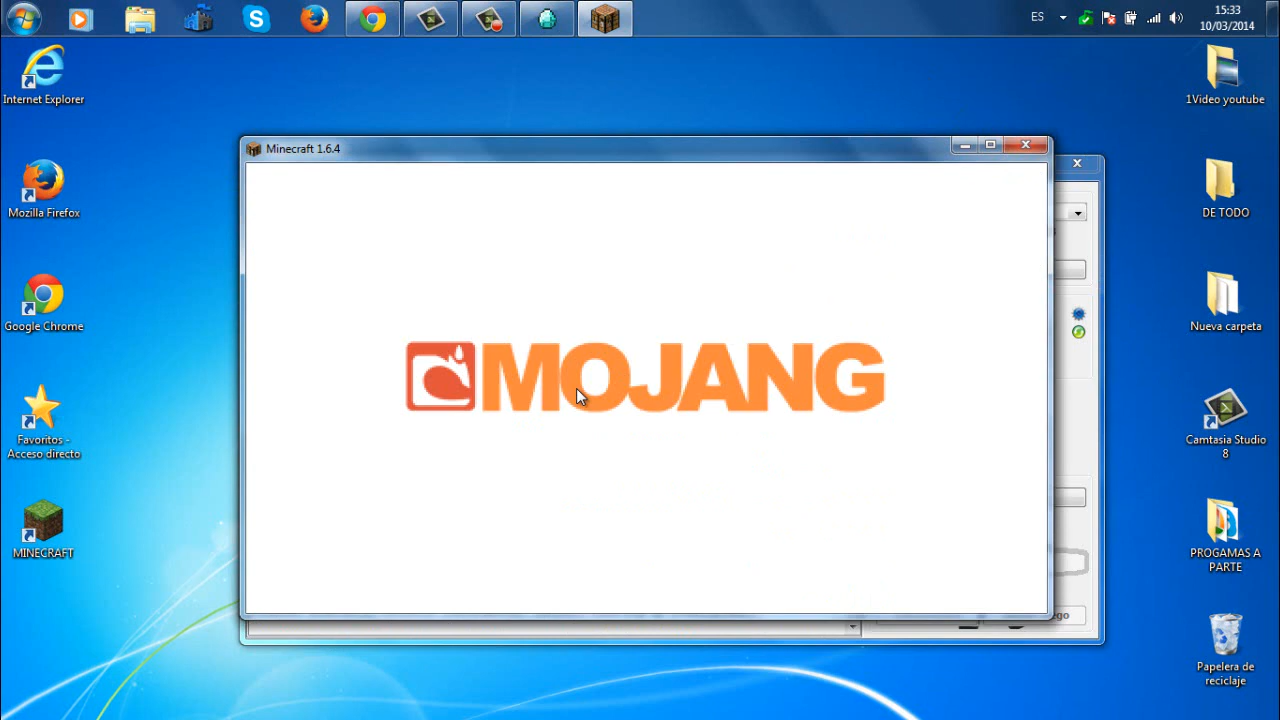 ES
15:33
10/03/2014
Internet Explorer
Mozilla Firefox
Google Chrome
Favoritos -
Acceso directo
MINECRAFT
Minecraft 1.6.4
MOJANG
ego
1Video youtube
DE TODO
Nueva carpeta
Camtasia Studio
8
PROGAMAS A
PARTE
Papelera de
reciclaje